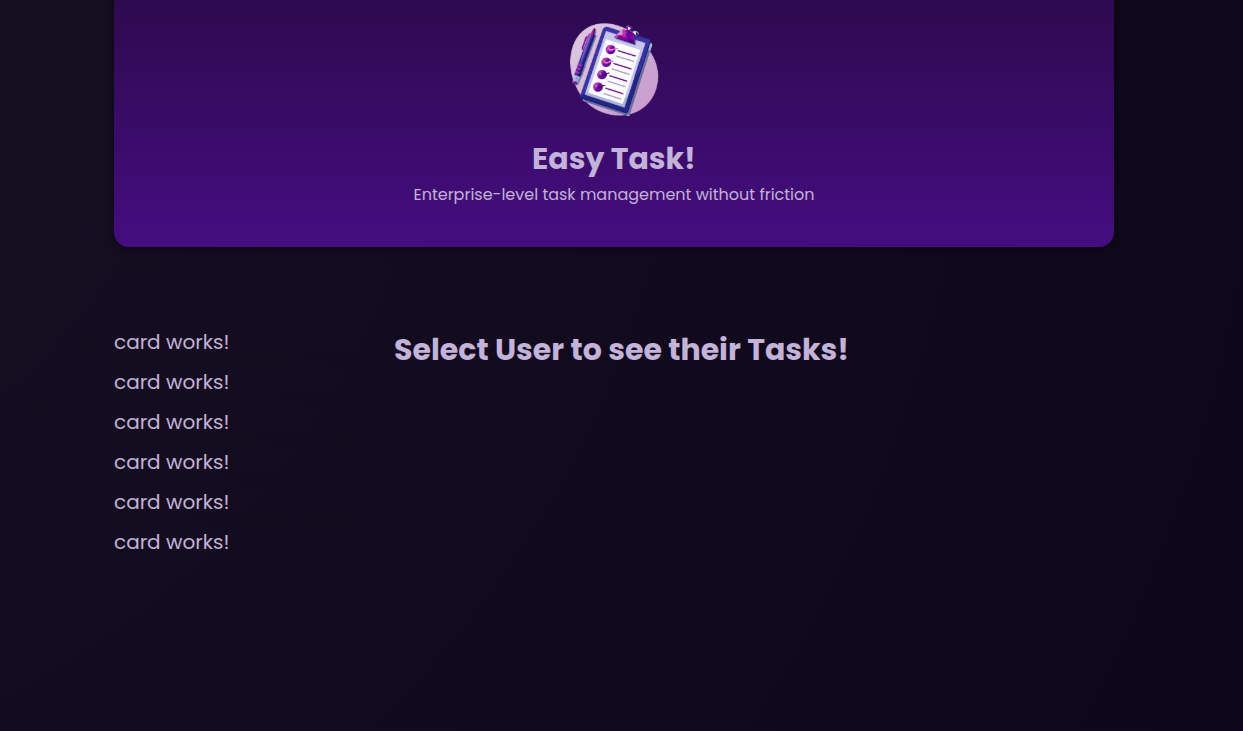 Easy Task!
Enterprise-level task management without friction
card works!
card works!
card works!
card works!
card works!
card works!
Select User to see their Tasks!